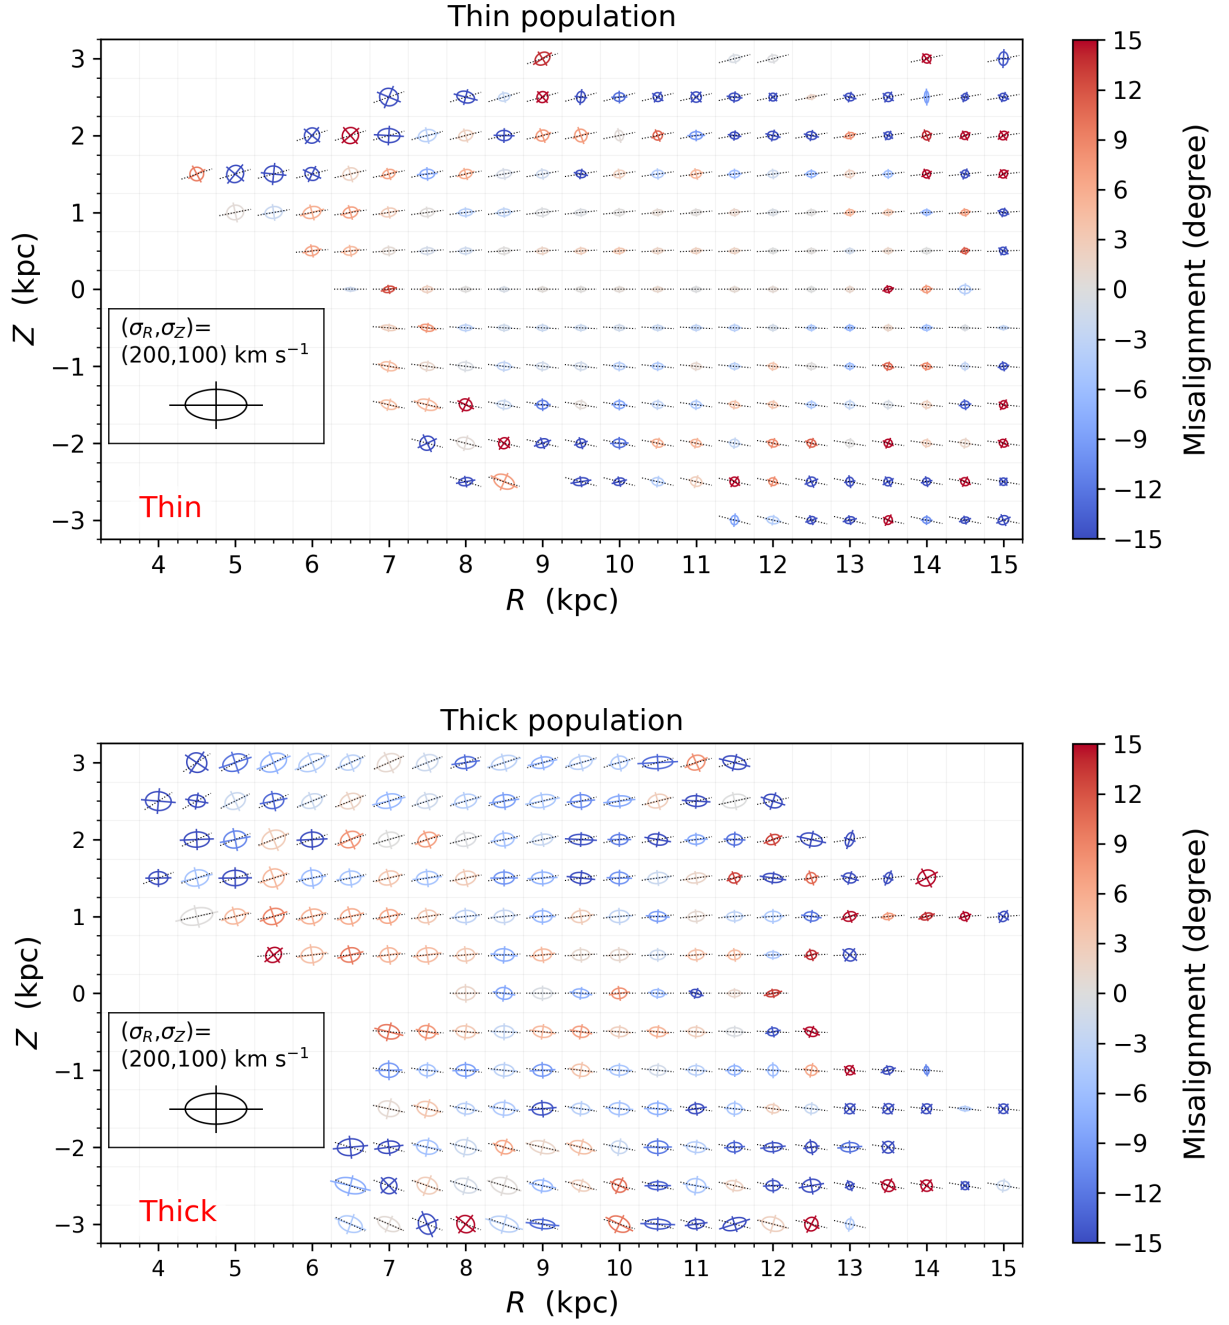 Thin population
3
2
1
0
−1
−2
−3
Z (kpc)
(σR,σZ)=
(200,100) km s−1
Thin
4 5 6 7 8 9 10 11 12 13 14 15
R (kpc)
15
12
9
6
3
0
−3
−6
−9
−12
−15
Misalignment (degree)
Thick population
3
2
1
0
−1
−2
−3
Z (kpc)
(σR,σZ)=
(200,100) km s−1
Thick
4 5 6 7 8 9 10 11 12 13 14 15
R (kpc)
15
12
9
6
3
0
−3
−6
−9
−12
−15
Misalignment (degree)